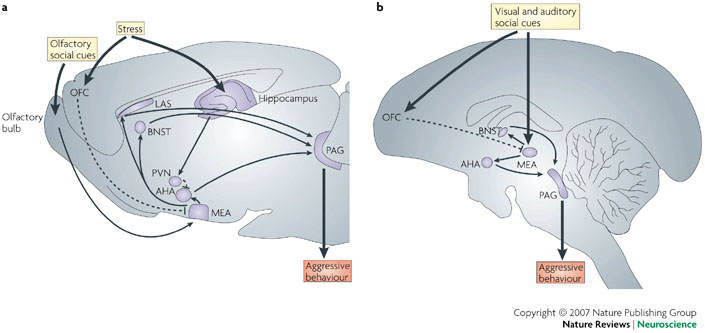 a
Stress
Olfactory
social cues
OFC
LAS
Hippocampus
Olfactory
bulb
BNST
PAG
PVN
AHA
MEA
Aggressive
behaviour
b
Visual and auditory
social cues
OFC
BNST
MEA
AHA
PAG
Aggressive
behaviour
Copyright © 2007 Nature Publishing Group
Nature Reviews | Neuroscience